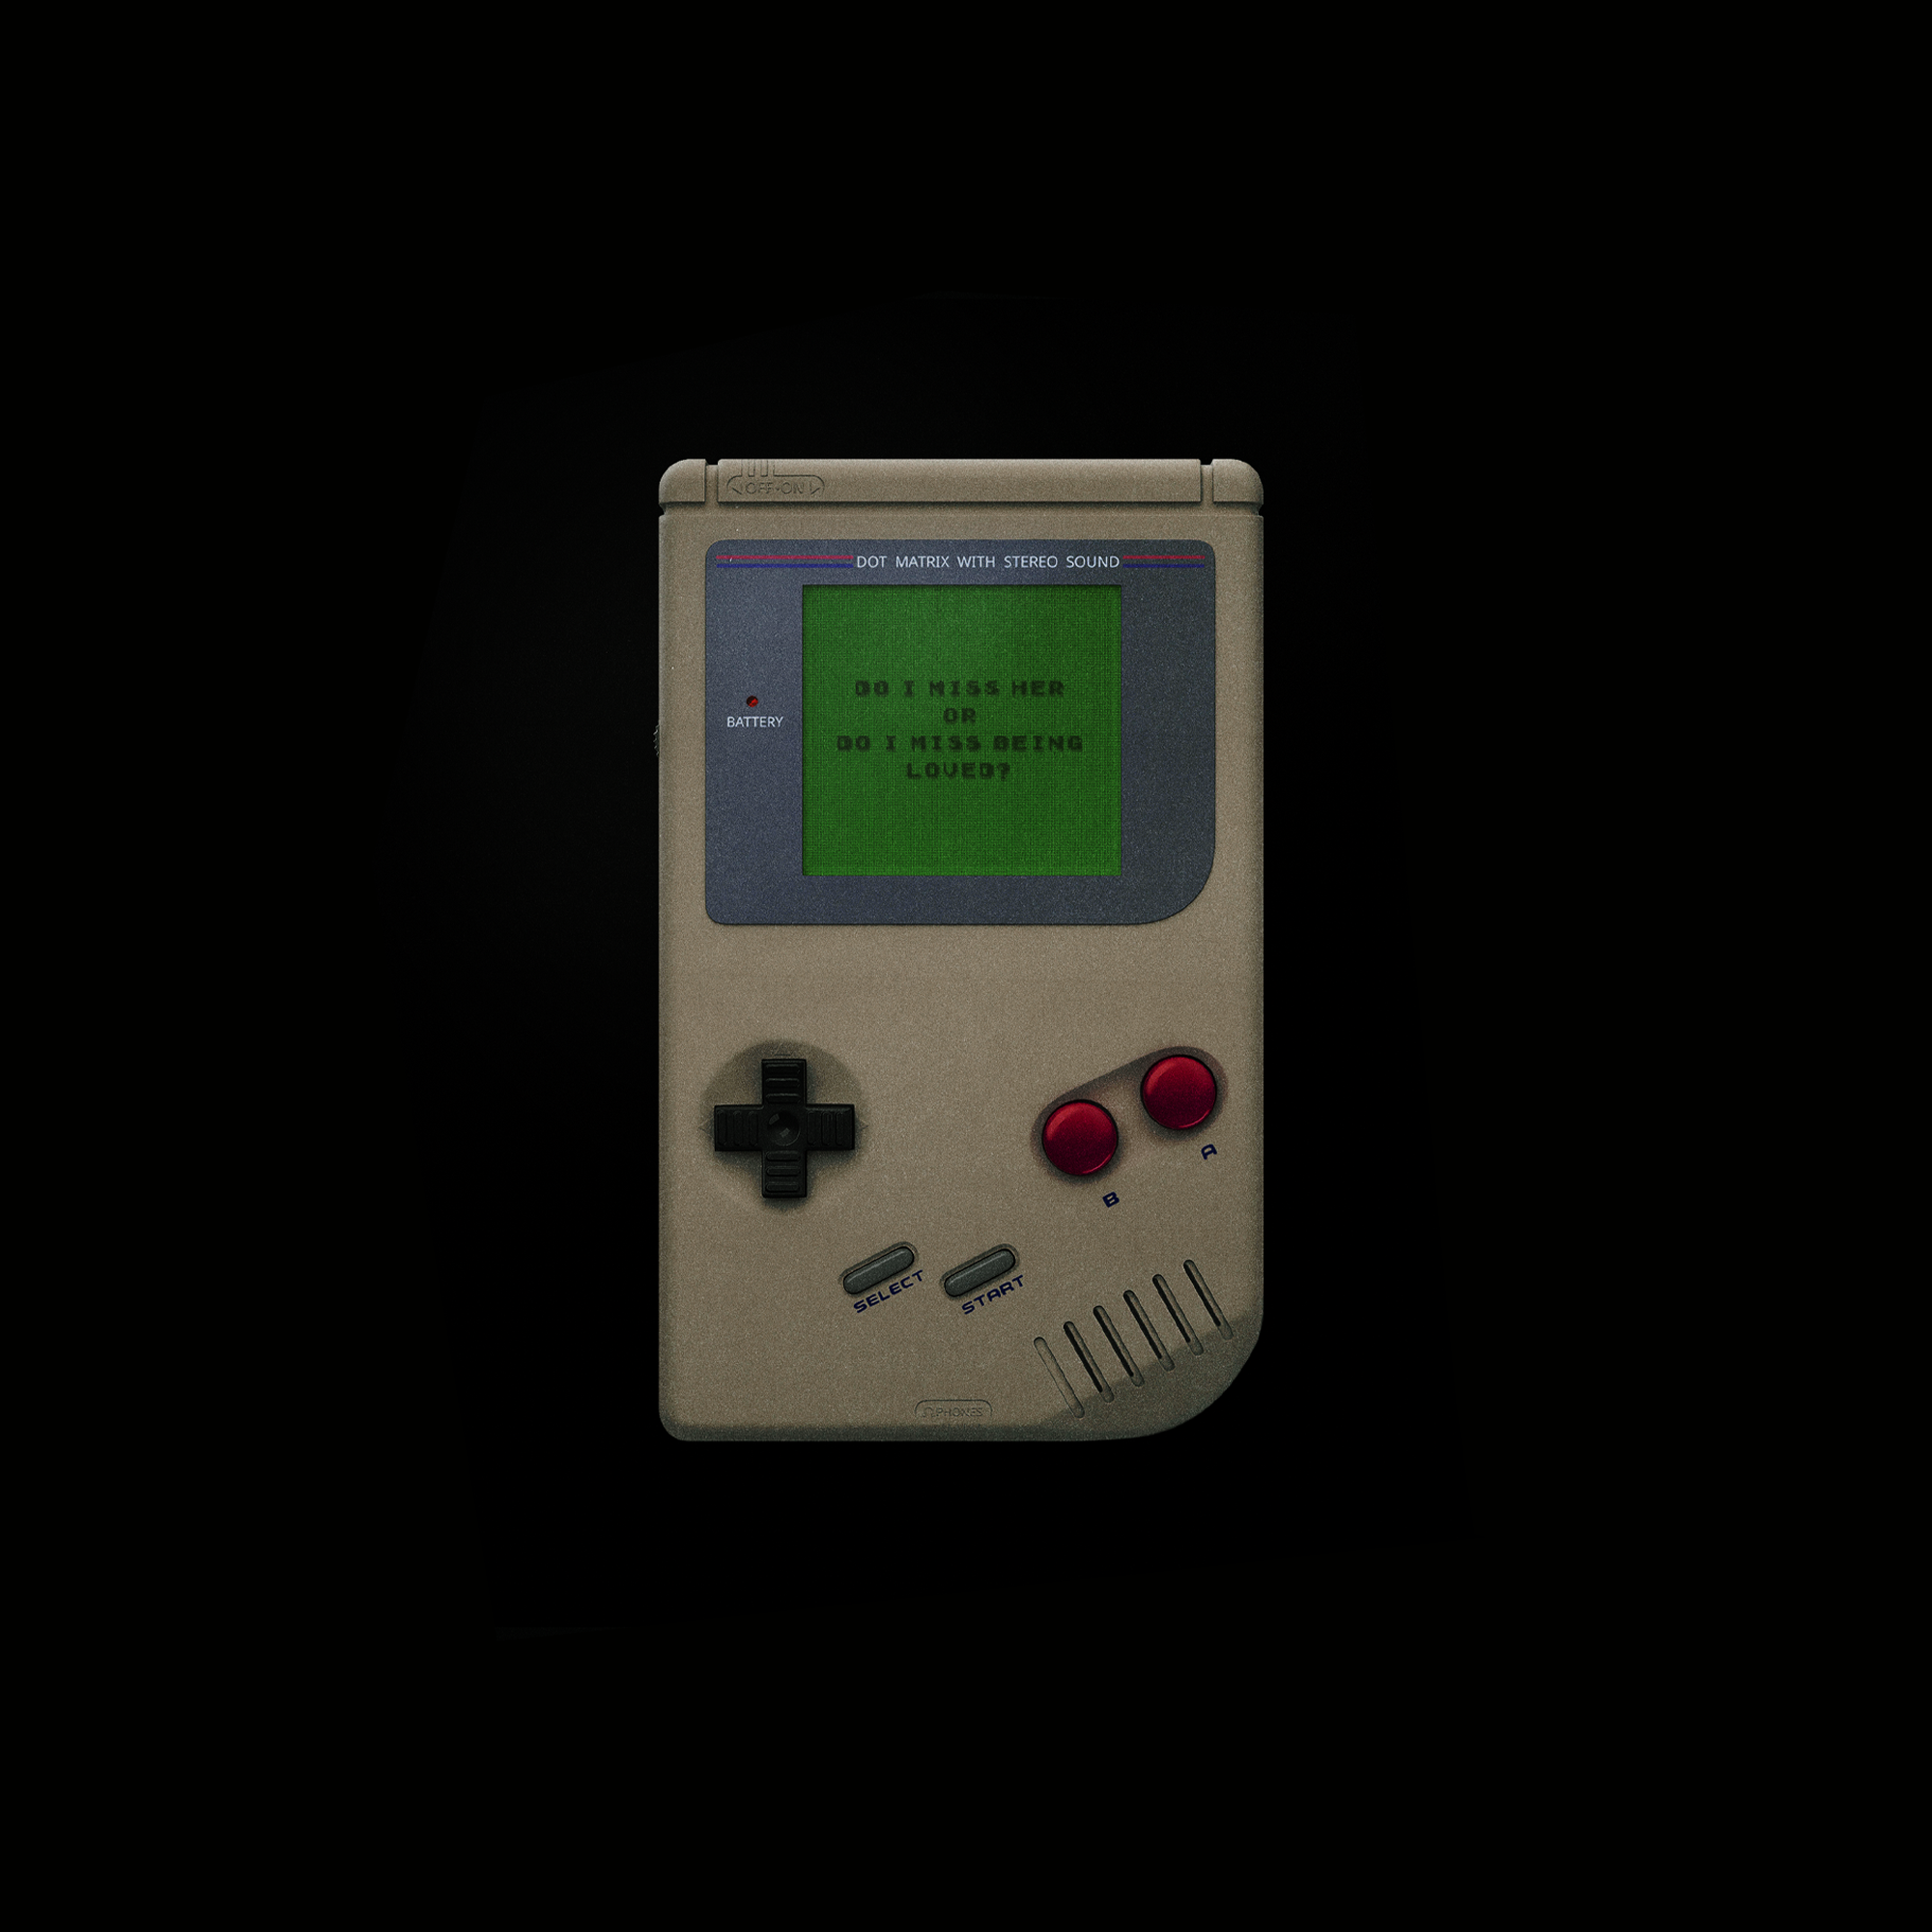 OFF•ON
DOT MATRIX WITH STEREO SOUND
BATTERY
DO I MISS HER
OR
DO I MISS BEING
LOVED?
A
B
SELECT
START
PHONES